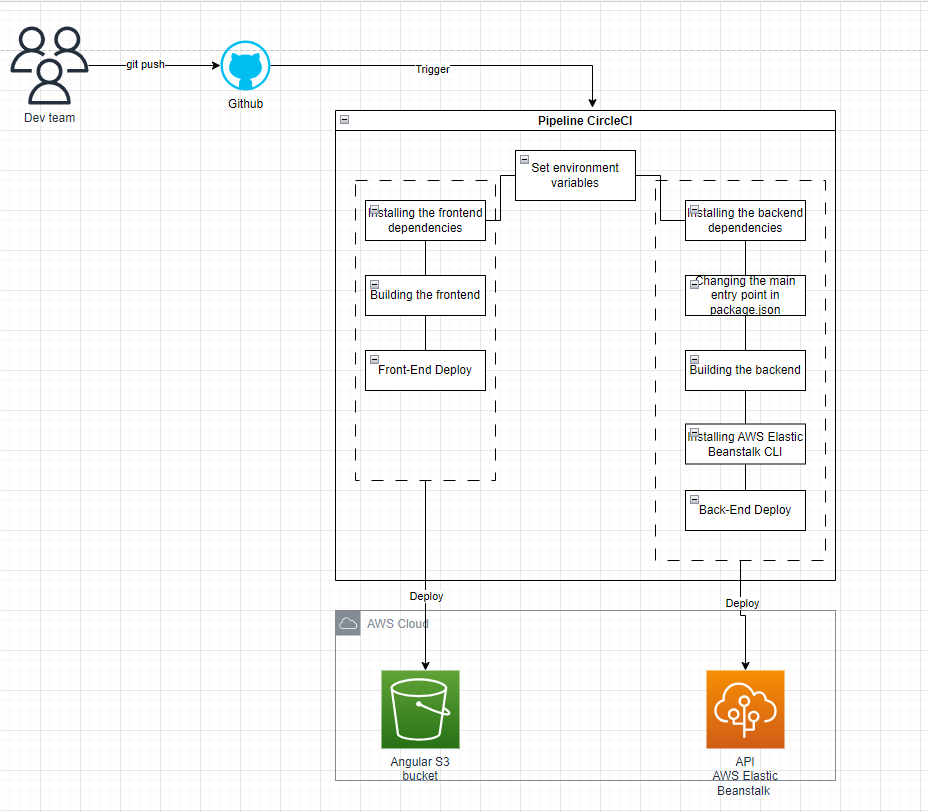 git push
Trigger
Github
Dev team
Pipeline CircleCI
Set environment
variables
Installing the frontend
dependencies
Installing the backend
dependencies
Building the frontend
Changing the main
entry point in
package.json
Front-End Deploy
Building the backend
Installing AWS Elastic
Beanstalk CLI
Back-End Deploy
Deploy
Deploy
AWS Cloud
Angular S3
bucket
API
AWS Elastic
Beanstalk